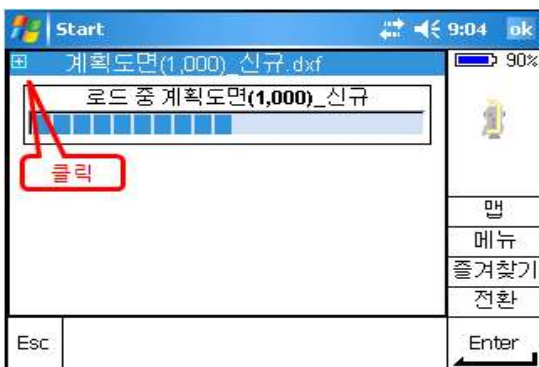 Start 9:04 ok
계획도면(1,000)_신규.dxf
90%
로드 중 계획도면(1,000)_신규
클릭
맵
메뉴
즐겨찾기
전환
Esc
Enter